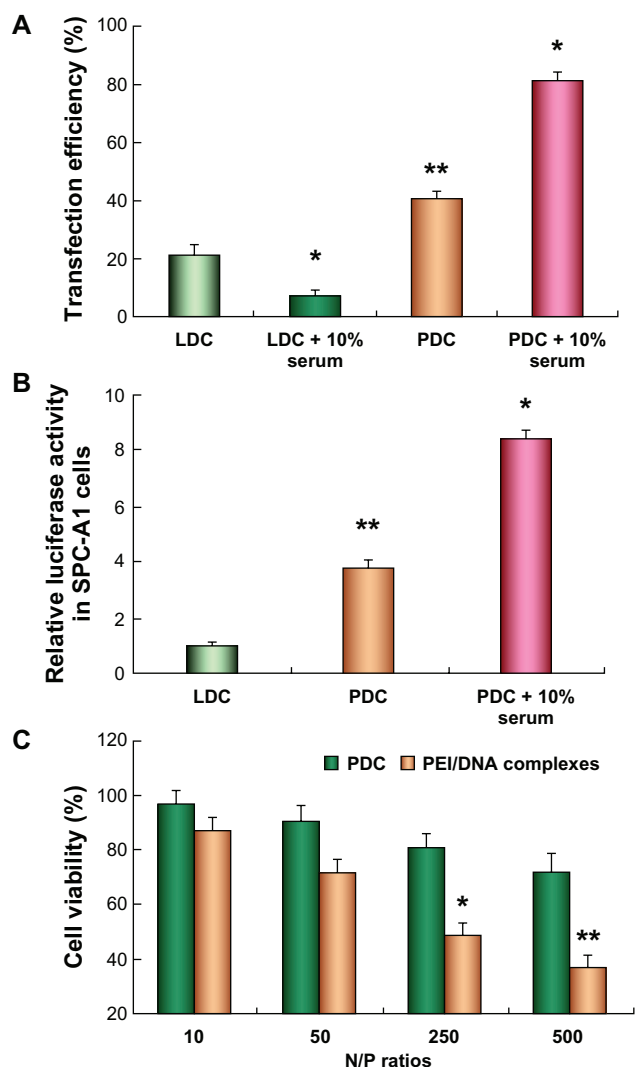 A
Transfection efficiency (%)
100
80
60
40
20
0
*
**
*
LDC
LDC + 10%
serum
PDC
PDC + 10%
serum
B
Relative luciferase activity
in SPC-A1 cells
10
8
6
4
2
0
**
*
LDC
PDC
PDC + 10%
serum
C
Cell viability (%)
120
100
80
60
40
20
PDC
PEI/DNA complexes
*
**
10
50
250
500
N/P ratios